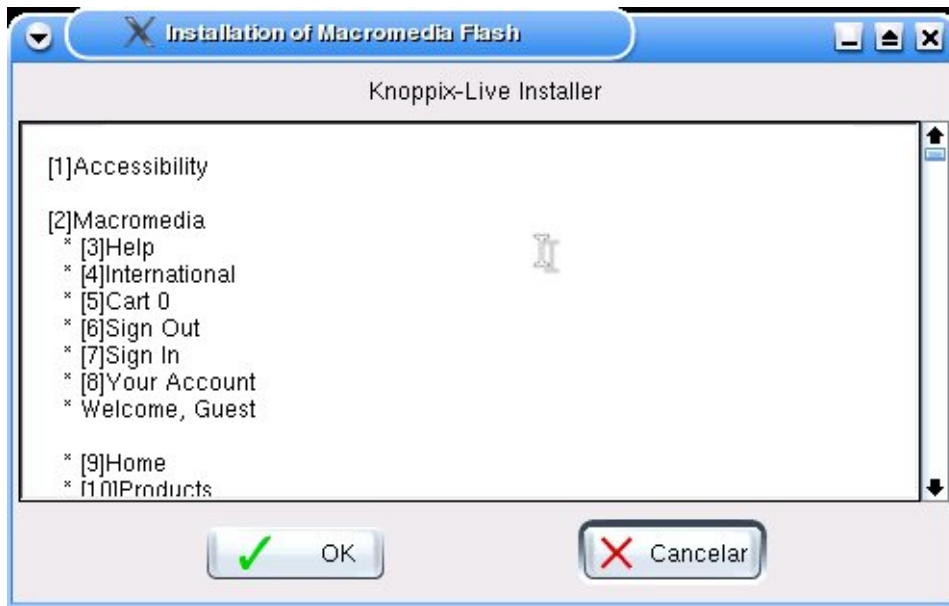 Installation of Macromedia Flash
Knoppix-Live Installer
[1]Accessibility
[2]Macromedia
* [3]Help
* [4]International
* [5]Cart 0
* [6]Sign Out
* [7]Sign In
* [8]Your Account
* Welcome, Guest
* [9]Home
* [10]Products
OK
Cancelar